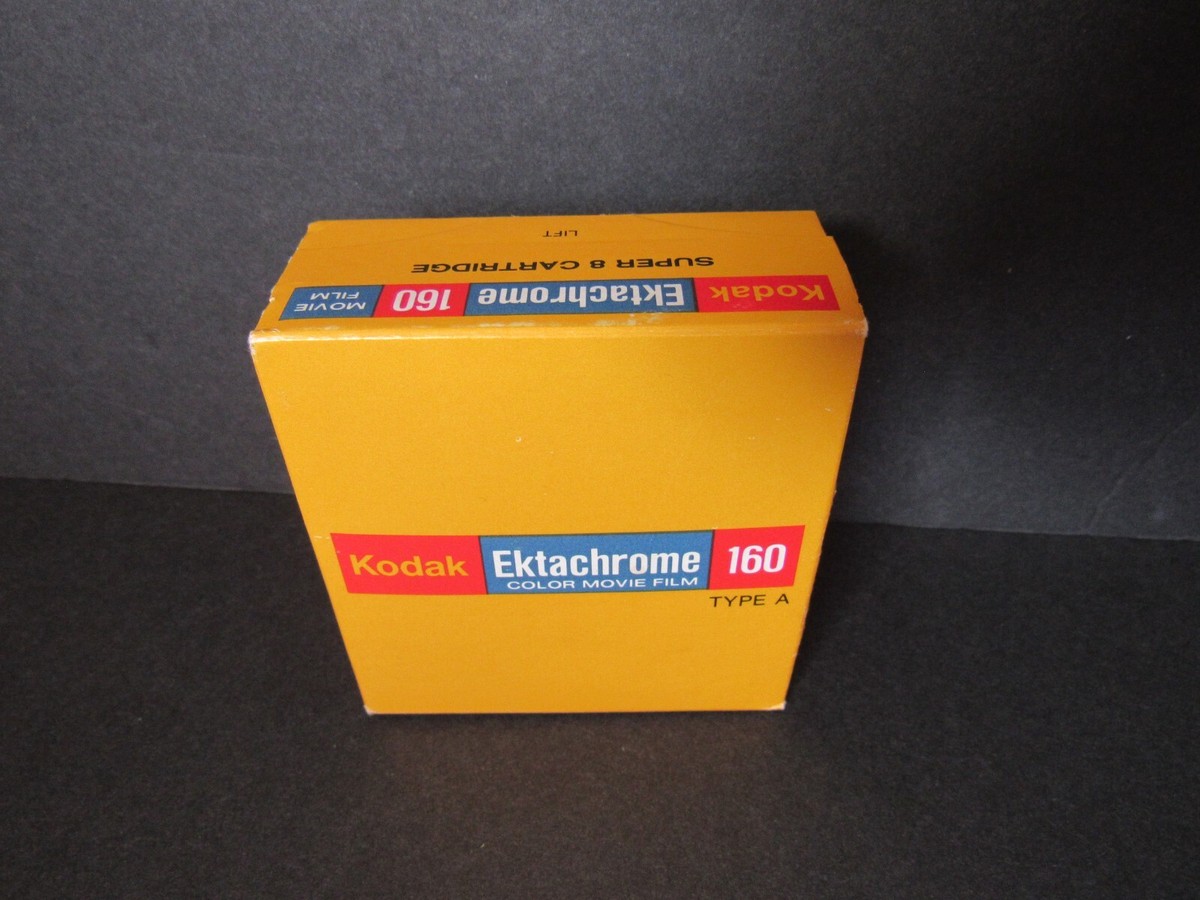 LIFT
SUPER 8 CARTRIDGE
Kodak Ektachrome 160 MOVIE FILM
Kodak Ektachrome 160
COLOR MOVIE FILM
TYPE A